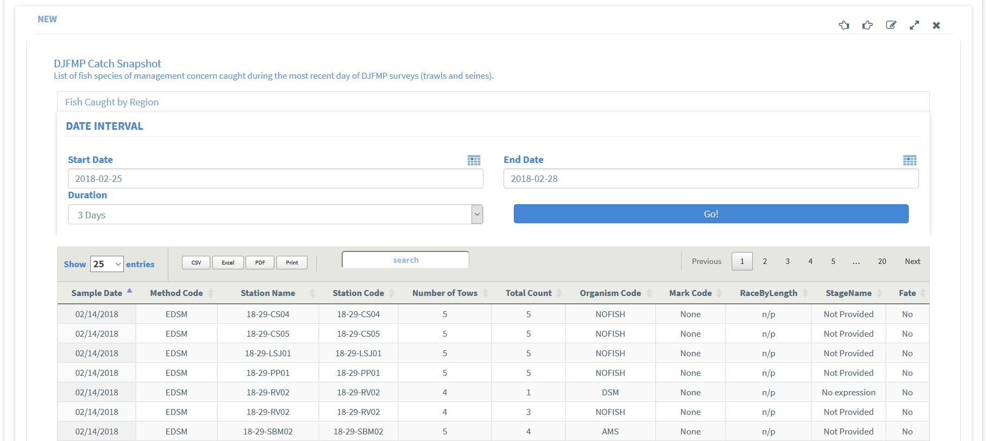 NEW
DJFMP Catch Snapshot
List of fish species of management concern caught during the most recent day of DJFMP surveys (trawls and seines).
Fish Caught by Region
DATE INTERVAL
Start Date End Date
2018-02-25 2018-02-28
Duration
3 Days Go!
Show 25 entries CSV Excel PDF Print search Previous 1 2 3 4 5 ... 20 Next
Sample Date Method Code Station Name Station Code Number of Tows Total Count Organism Code Mark Code RaceByLength StageName Fate
02/14/2018 EDSM 18-29-CS04 18-29-CS04 5 5 NOFISH None n/p Not Provided No
02/14/2018 EDSM 18-29-CS05 18-29-CS05 5 5 NOFISH None n/p Not Provided No
02/14/2018 EDSM 18-29-LSJ01 18-29-LSJ01 5 5 NOFISH None n/p Not Provided No
02/14/2018 EDSM 18-29-PP01 18-29-PP01 5 5 NOFISH None n/p Not Provided No
02/14/2018 EDSM 18-29-RV02 18-29-RV02 4 1 DSM None n/p No expression No
02/14/2018 EDSM 18-29-RV02 18-29-RV02 4 3 NOFISH None n/p Not Provided No
02/14/2018 EDSM 18-29-SBM02 18-29-SBM02 5 4 AMS None n/p Not Provided No